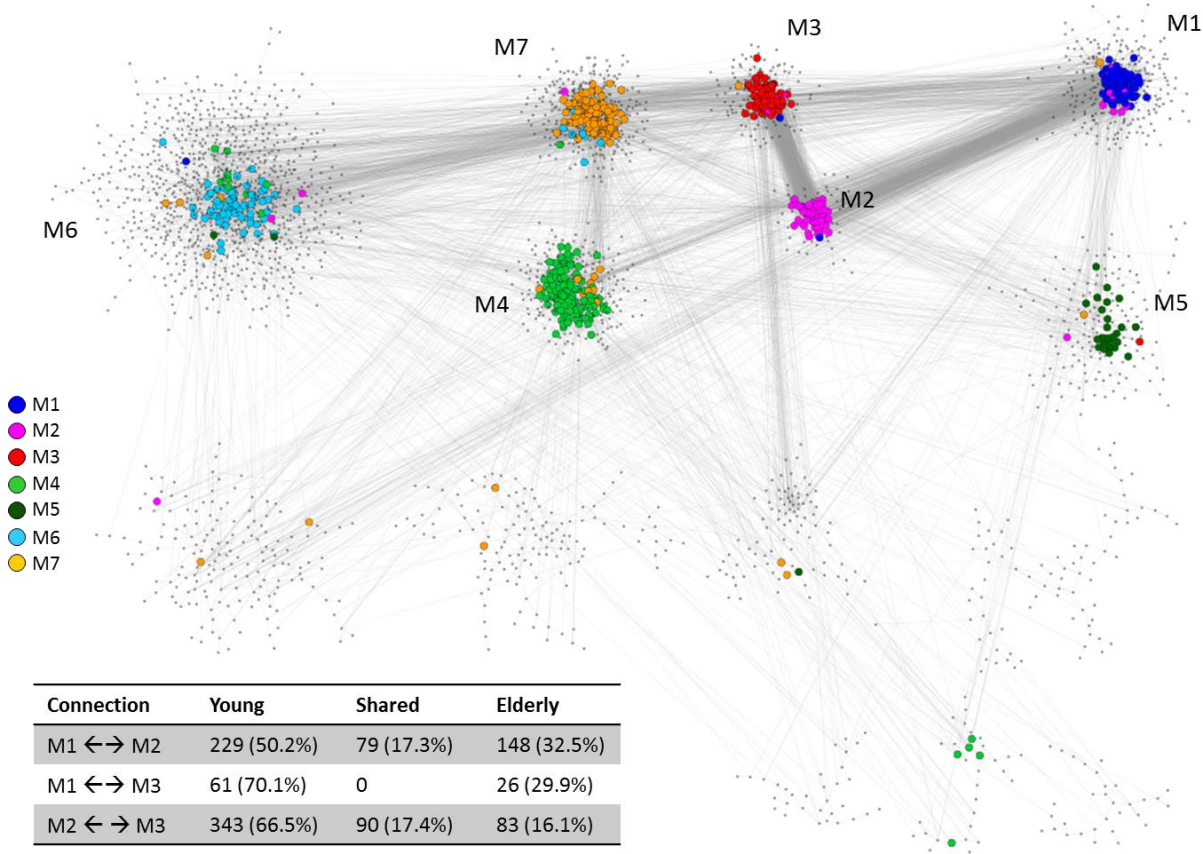 M3
M1
M7
M2
M6
M4
M5
M1
M2
M3
M4
M5
M6
M7
Connection Young Shared Elderly
M1 ←→ M2 229 (50.2%) 79 (17.3%) 148 (32.5%)
M1 ←→ M3 61 (70.1%) 0 26 (29.9%)
M2 ← → M3 343 (66.5%) 90 (17.4%) 83 (16.1%)